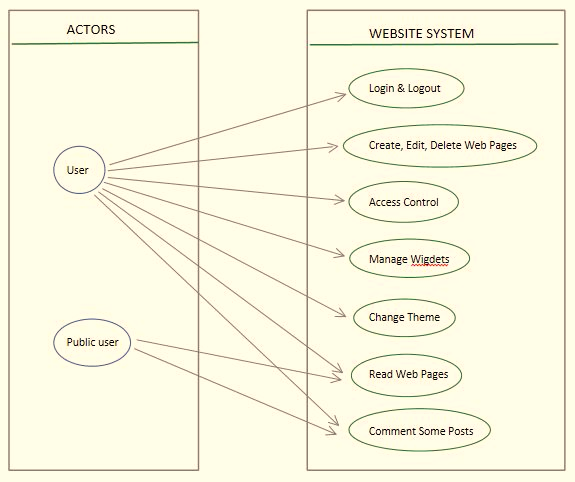 ACTORS
WEBSITE SYSTEM
Login & Logout
Create, Edit, Delete Web Pages
User
Access Control
Manage Wigdets
Change Theme
Public user
Read Web Pages
Comment Some Posts